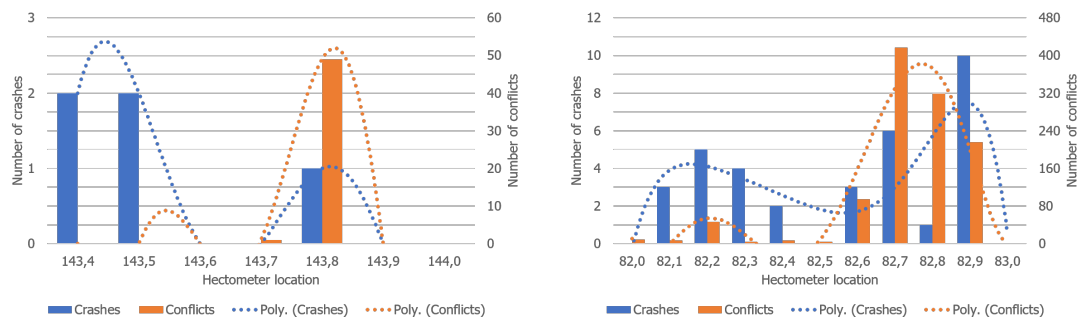 3
2
1
0
60
50
40
30
20
10
0
Number of crashes
Number of conflicts
143,4 143,5 143,6 143,7 143,8 143,9 144,0
Hectometer location
Crashes Conflicts Poly. (Crashes) Poly. (Conflicts)
12
10
8
6
4
2
0
480
400
320
240
160
80
0
Number of crashes
Number of conflicts
82,0 82,1 82,2 82,3 82,4 82,5 82,6 82,7 82,8 82,9 83,0
Hectometer location
Crashes Conflicts Poly. (Crashes) Poly. (Conflicts)